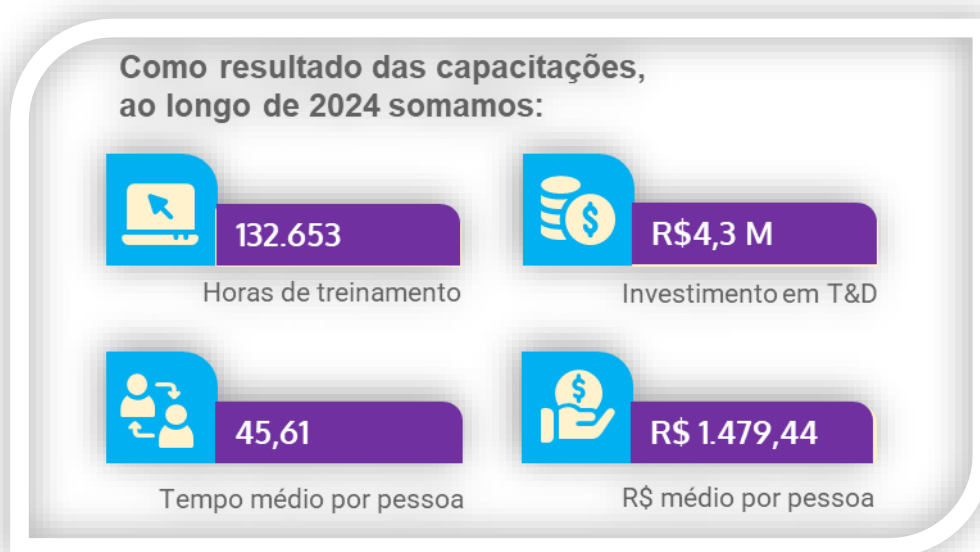 Como resultado das capacitações,
ao longo de 2024 somamos:
132.653
Horas de treinamento
R$4,3 M
Investimento em T&D
45,61
Tempo médio por pessoa
R$ 1.479,44
R$ médio por pessoa